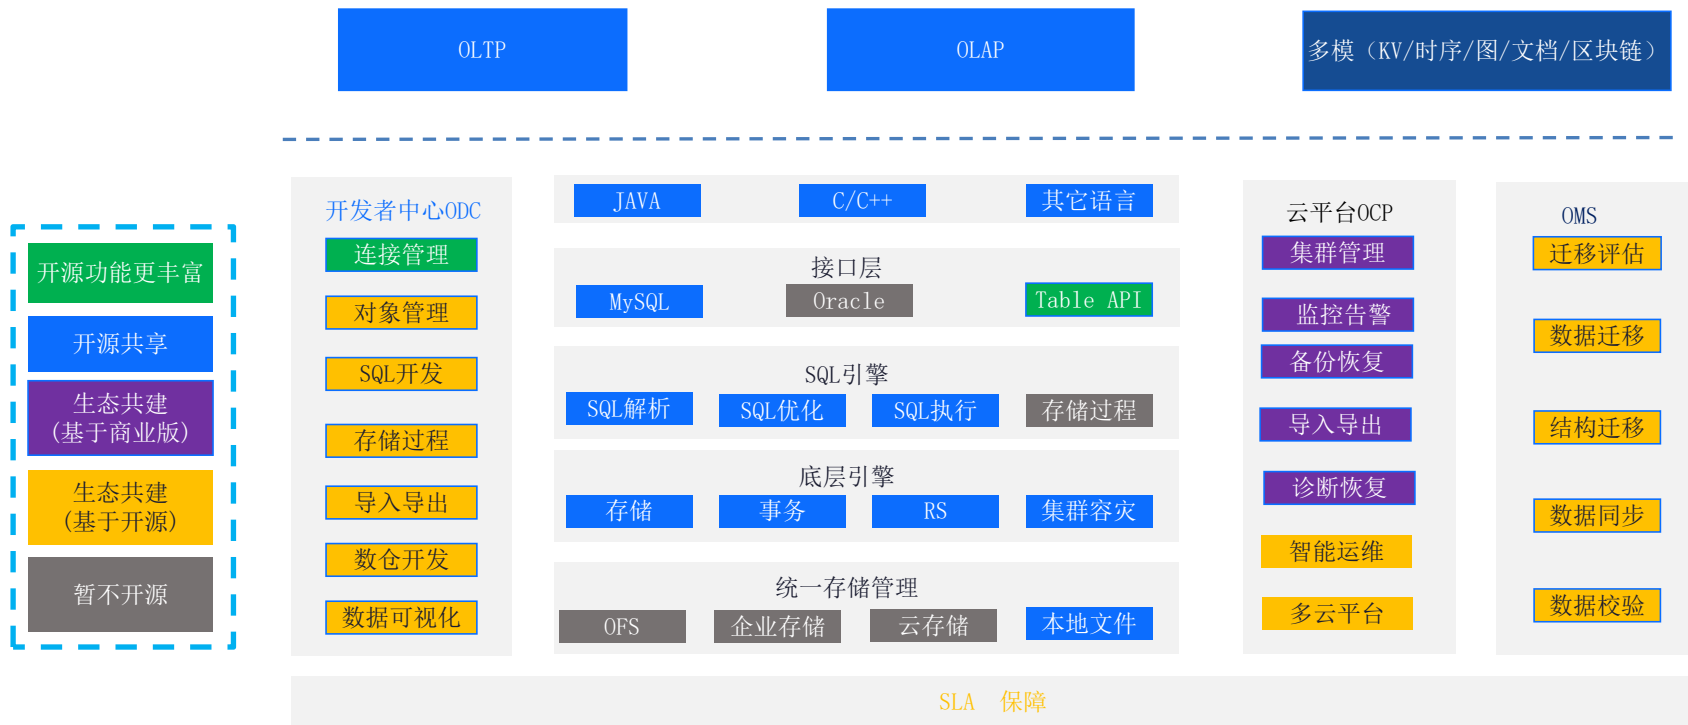 OLTP
OLAP
多模（KV/时序/图/文档/区块链）
开源功能更丰富
开源共享
生态共建
(基于商业版)
生态共建
(基于开源)
暂不开源
开发者中心ODC
连接管理
对象管理
SQL开发
存储过程
导入导出
数仓开发
数据可视化
JAVA
C/C++
其它语言
接口层
MySQL
Oracle
Table API
SQL引擎
SQL解析
SQL优化
SQL执行
存储过程
底层引擎
存储
事务
RS
集群容灾
统一存储管理
OFS
企业存储
云存储
本地文件
云平台OCP
集群管理
监控告警
备份恢复
导入导出
诊断恢复
智能运维
多云平台
OMS
迁移评估
数据迁移
结构迁移
数据同步
数据校验
SLA 保障